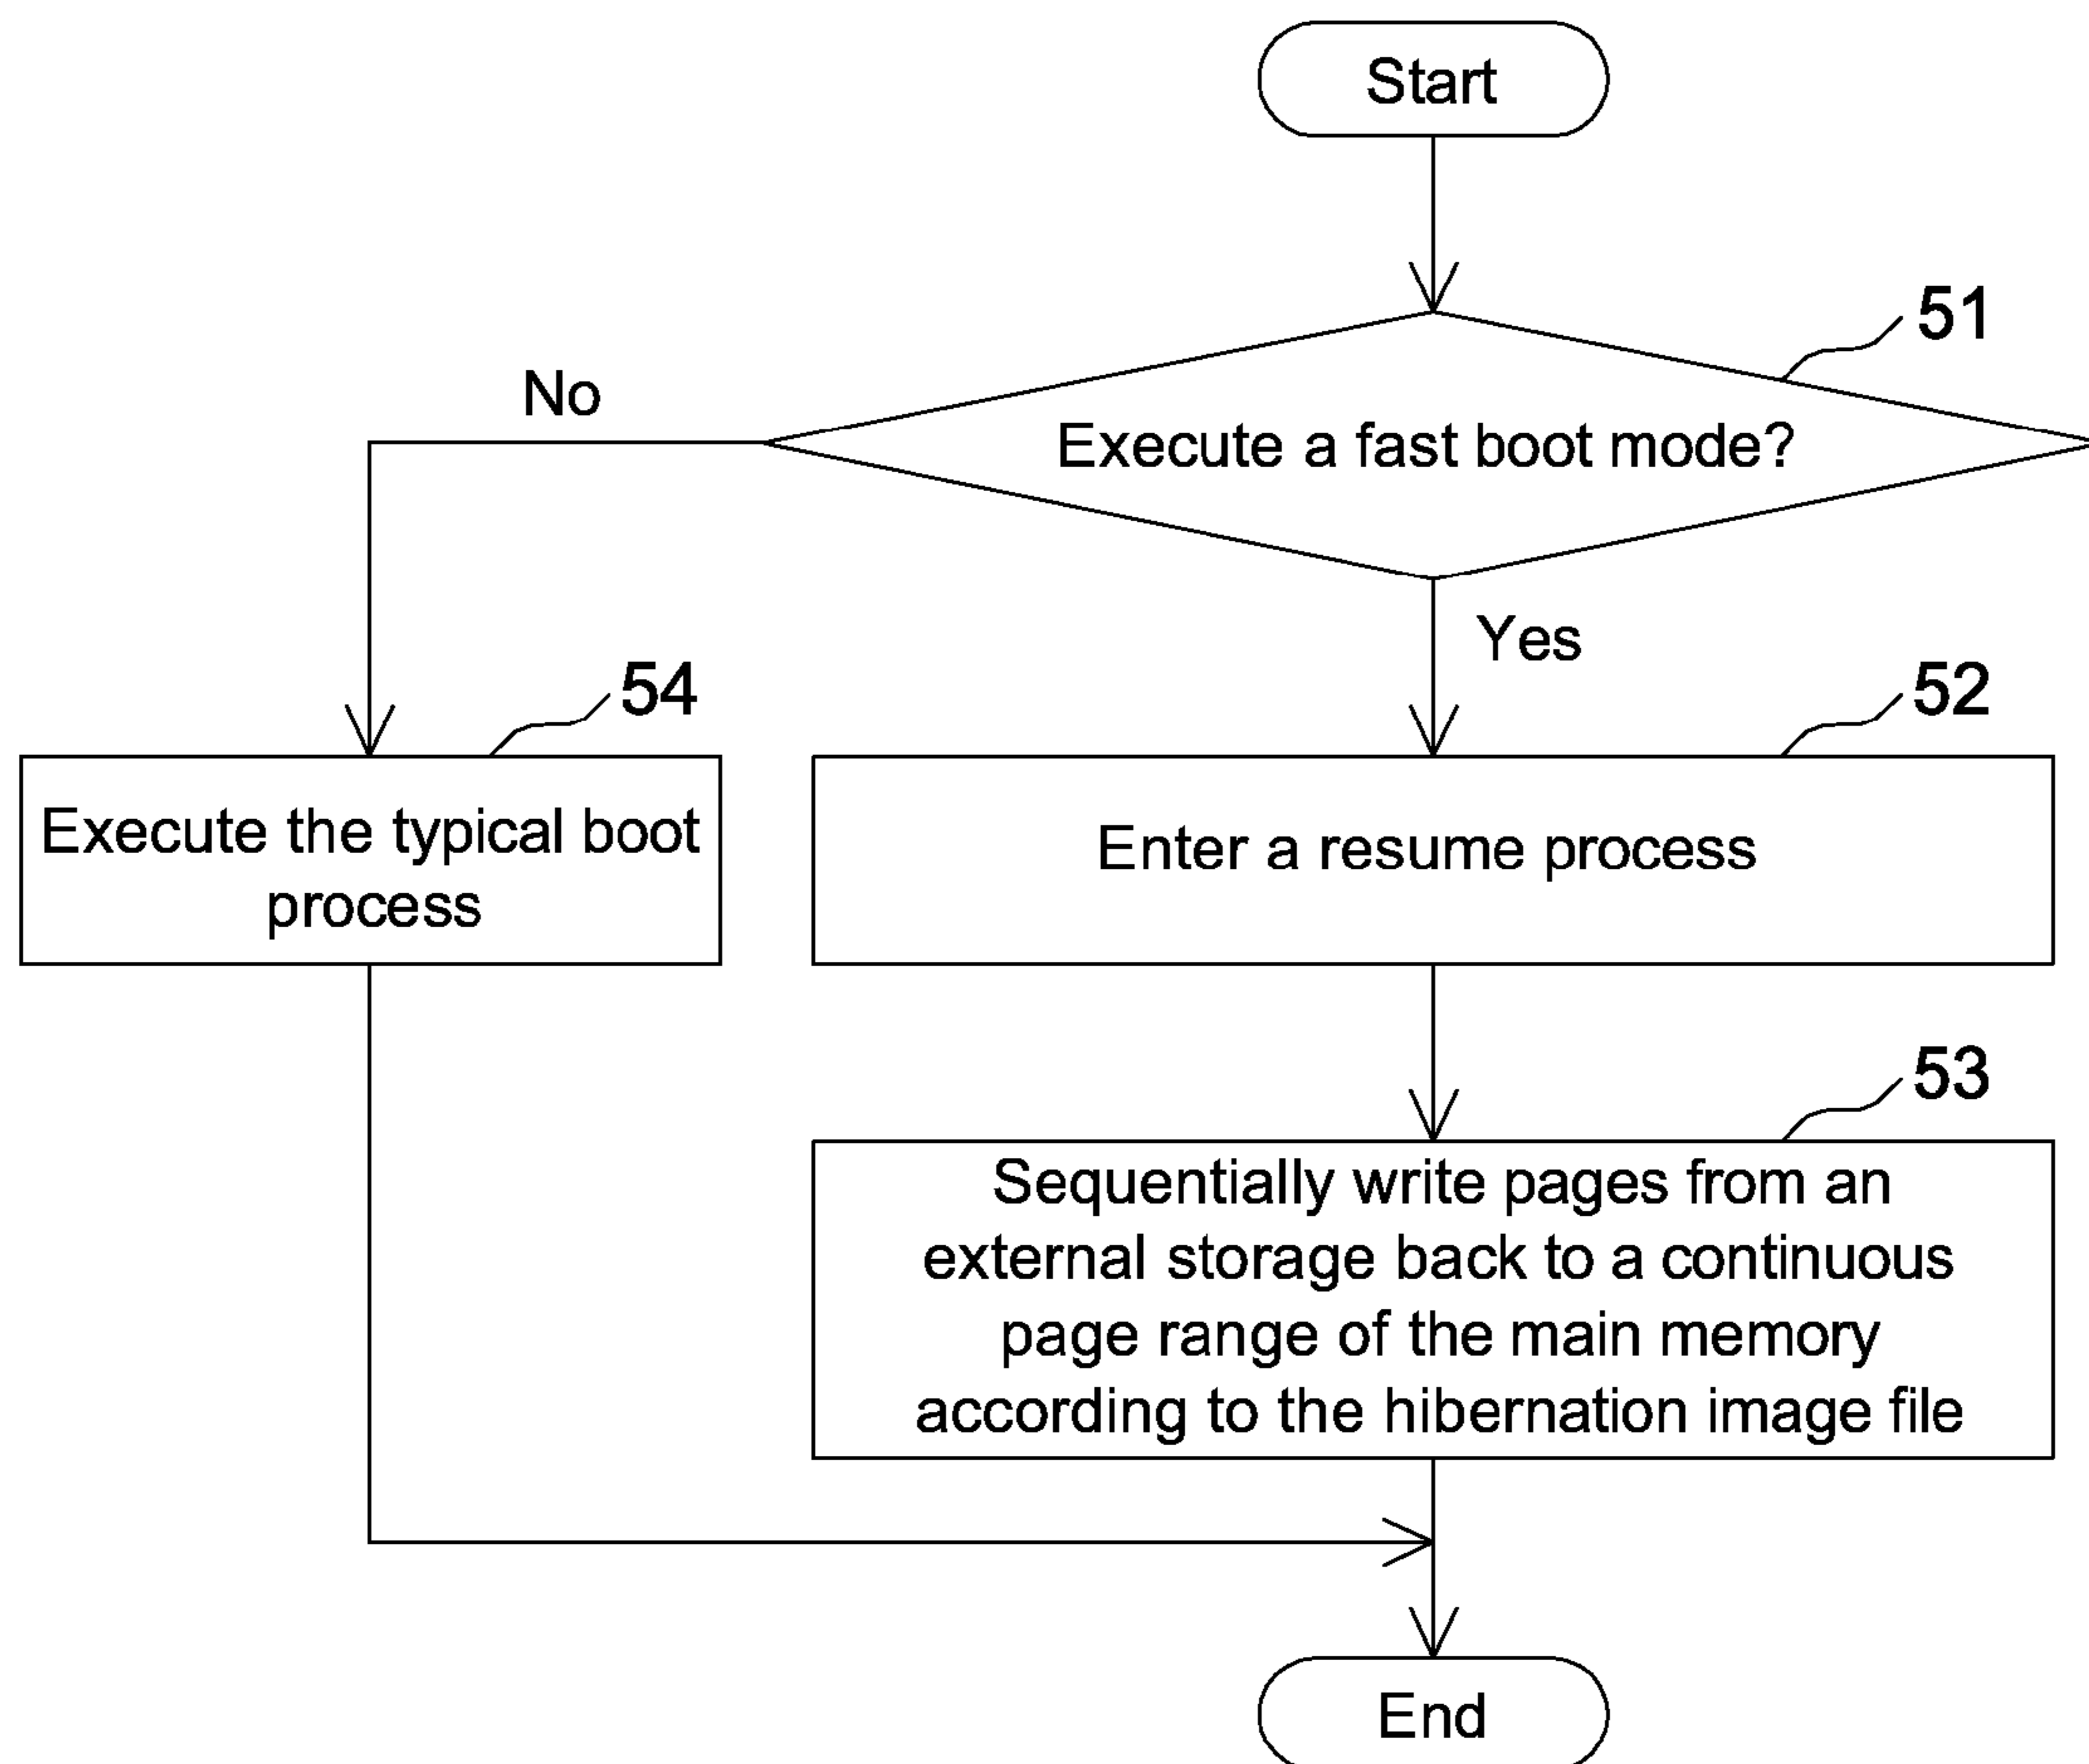 Start
51
Execute a fast boot mode?
No
Yes
54
52
Execute the typical boot
process
Enter a resume process
53
Sequentially write pages from an
external storage back to a continuous
page range of the main memory
according to the hibernation image file
End